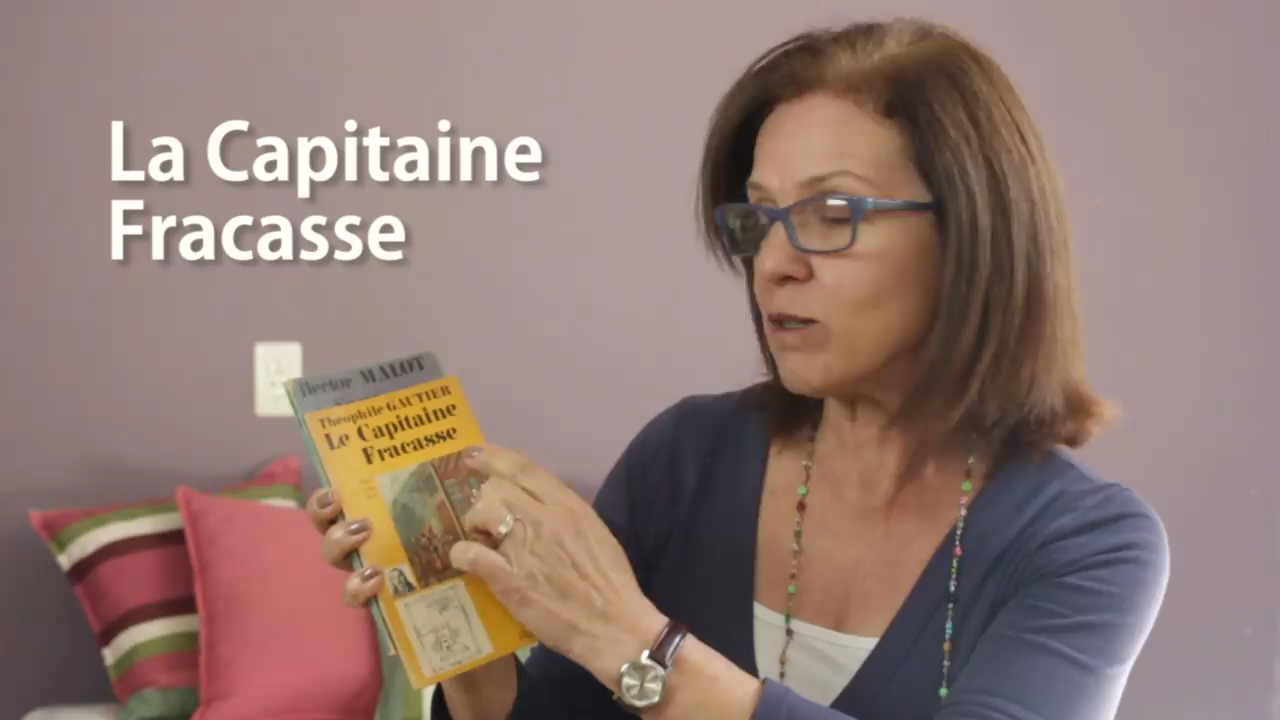 La Capitaine
Fracasse
Hector MALOT
Théophile GAUTIER
Le Capitaine
Fracasse